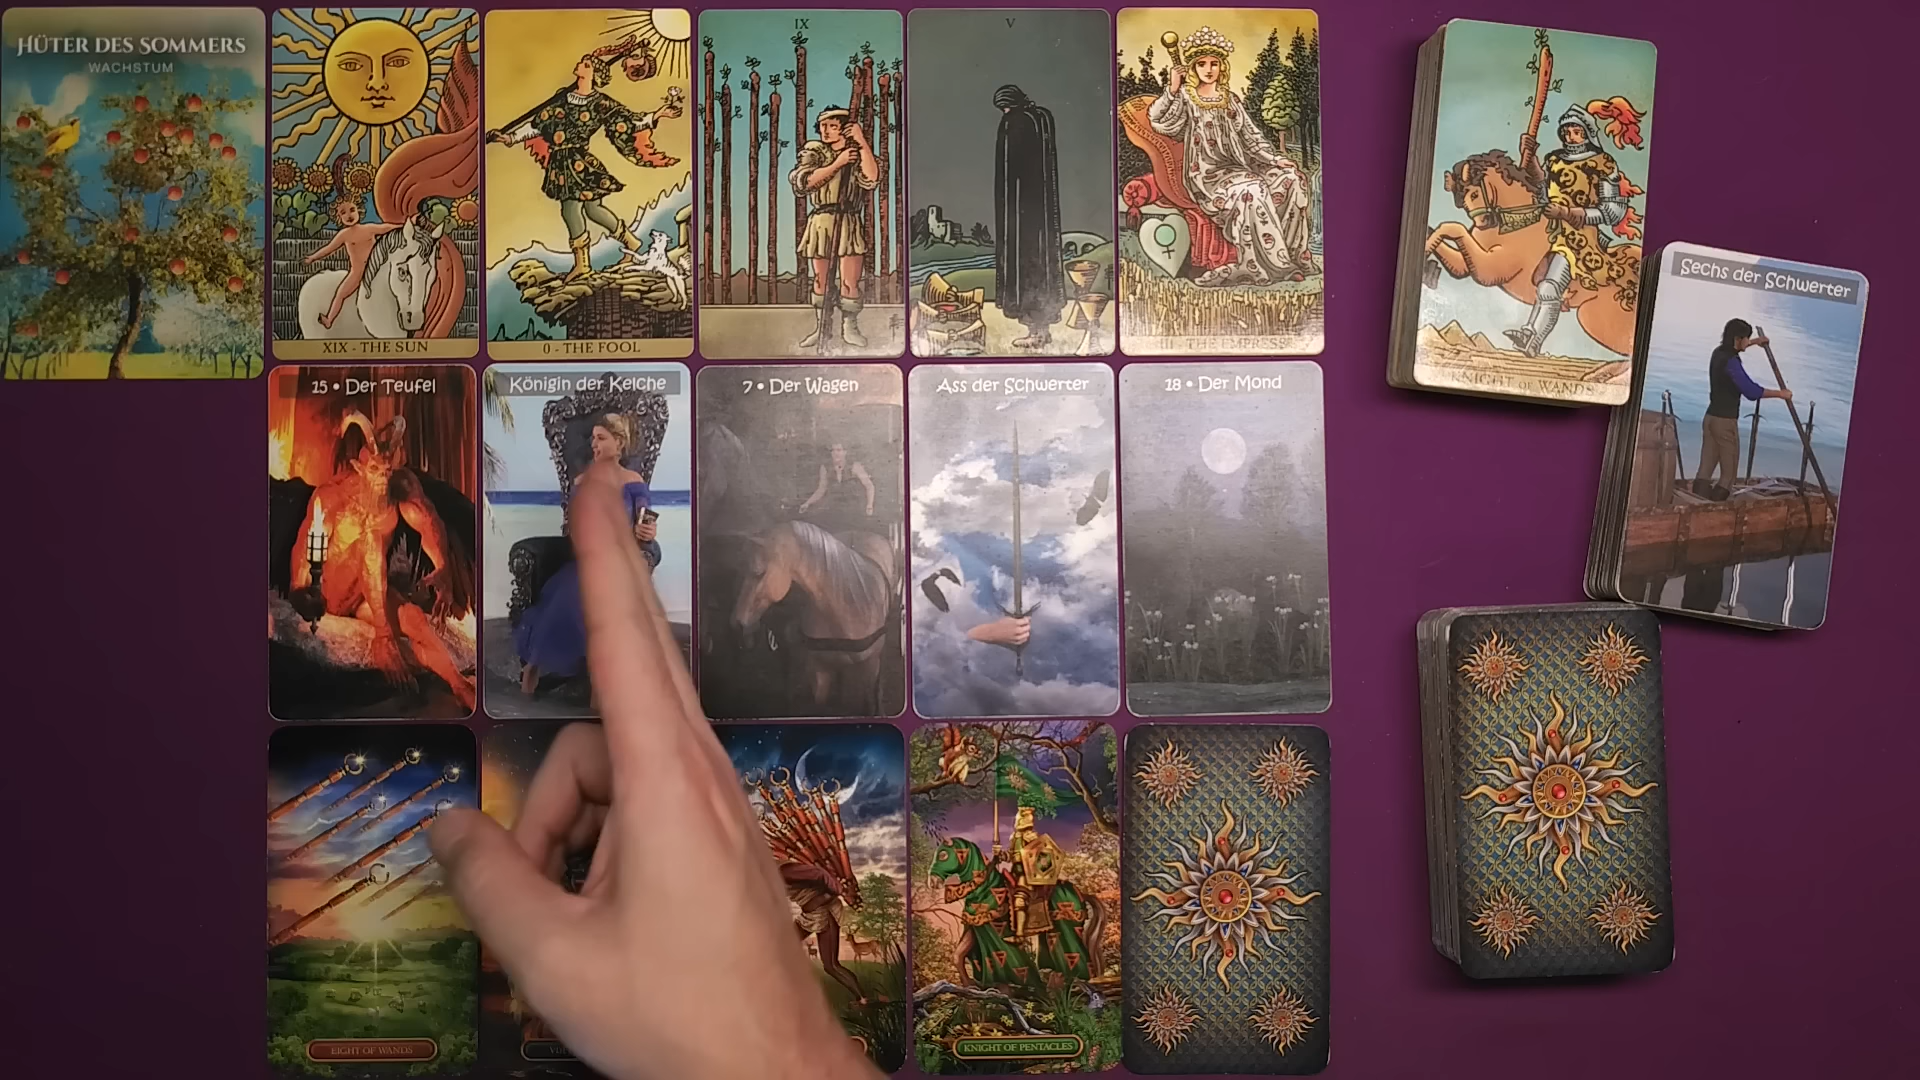 HÜTER DES SOMMERS
WACHSTUM
XIX - THE SUN
0 - THE FOOL
IX
V
III - THE EMPRESS
KNIGHT OF WANDS
Sechs der Schwerter
15 • Der Teufel
Königin der Kelche
7 • Der Wagen
Ass der Schwerter
18 • Der Mond
EIGHT OF WANDS
KNIGHT OF PENTACLES